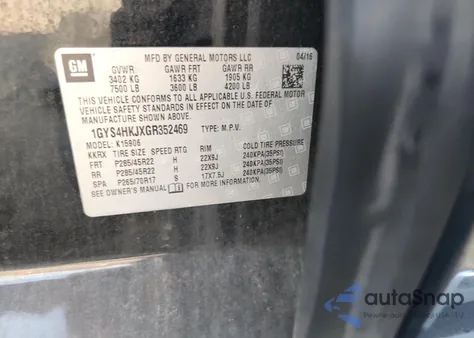 GM
MFD BY GENERAL MOTORS LLC 04/16
GVWR GAWR FRT GAWR RR
3402 KG 1633 KG 1905 KG
7500 LB 3600 LB 4200 LB
THIS VEHICLE CONFORMS TO ALL APPLICABLE U.S. FEDERAL
MOTOR VEHICLE SAFETY AND THEFT PREVENTION STANDARDS
IN EFFECT ON THE DATE OF MANUFACTURE SHOWN ABOVE.
1GYS4HKJXGR352469 TYPE: M.P.V.
MODEL: K15906
KKRX TIRE SIZE SPEED RTG RIM COLD TIRE PRESSURE
FRT P285/45R22 H 22X9J 240KPA(35PSI)
RR P285/45R22 H 22X9J 240KPA(35PSI)
SPA P265/70R17 S 17X7.5J 240KPA(35PSI)
SEE OWNER'S MANUAL FOR MORE INFORMATION.
autoSnap